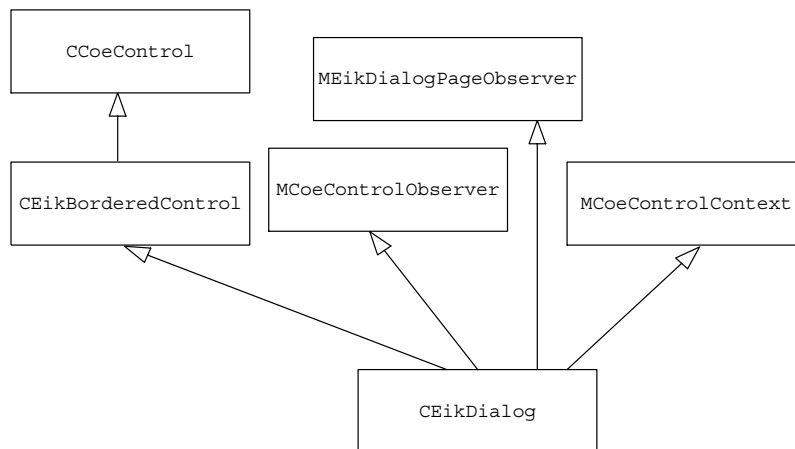 CCoeControl
MEikDialogPageObserver
CEikBorderedControl
MCoeControlObserver
MCoeControlContext
CEikDialog